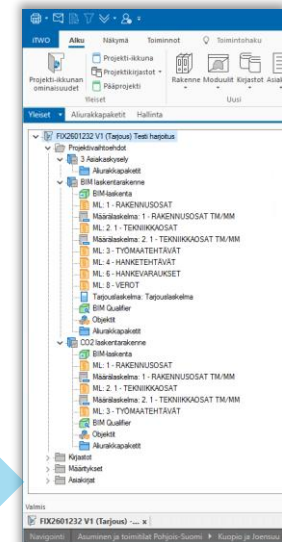 iTWO Alku Näkymä Toiminnot Toimintohaku
Projekti-ikkunan ominaisuudet
Projekti-ikkuna
Projektikirjastot
Pääprojekti
Rakenne Moduulit Kirjastot
Yleiset Uusi
Yleiset Aliurakkapaketit Hallinta
FIX2601232 V1 (Tarjous) Testi harjoitus
Projektivaihtoehdot
3 Asiakaskysely
Aliurakkapaketit
BIM laskentarakenne
BIM-laskenta
ML: 1 - RAKENNUSOSAT
Määrälaskelma: 1 - RAKENNUSOSAT TM/MM
ML: 2. 1 - TEKNIIKKAOSAT
Määrälaskelma: 2. 1 - TEKNIIKKAOSAT TM/MM
ML: 3 - TYÖMAATEHTÄVÄT
ML: 4 - HANKETEHTÄVÄT
ML: 6 - HANKEVARAUKSET
ML: 8 - VEROT
Tarjouslaskelma: Tarjouslaskelma
BIM Qualifier
Objektit
Aliurakkapaketit
CO2 laskentarakenne
BIM-laskenta
ML: 1 - RAKENNUSOSAT
Määrälaskelma: 1 - RAKENNUSOSAT TM/MM
ML: 2. 1 - TEKNIIKKAOSAT
Määrälaskelma: 2. 1 - TEKNIIKKAOSAT TM/MM
ML: 3 - TYÖMAATEHTÄVÄT
BIM Qualifier
Objektit
Aliurakkapaketit
Kirjastot
Määritykset
Asiakirjat
Valmis
FIX2601232 V1 (Tarjous) -... x
Navigointi Asuminen ja toimitilat Pohjois-Suomi Kuopio ja Joensuu